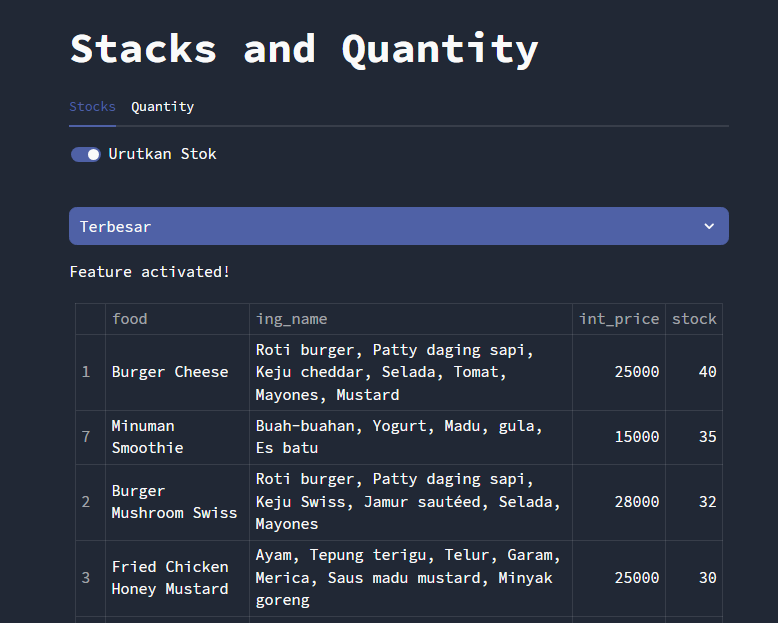 Stacks and Quantity
Stocks Quantity
Urutkan Stok
Terbesar
Feature activated!
food ing_name int_price stock
1 Burger Cheese Roti burger, Patty daging sapi, Keju cheddar, Selada, Tomat, Mayones, Mustard 25000 40
7 Minuman Smoothie Buah-buahan, Yogurt, Madu, gula, Es batu 15000 35
2 Burger Mushroom Swiss Roti burger, Patty daging sapi, Keju Swiss, Jamur sautéed, Selada, Mayones 28000 32
3 Fried Chicken Honey Mustard Ayam, Tepung terigu, Telur, Garam, Merica, Saus madu mustard, Minyak goreng 25000 30